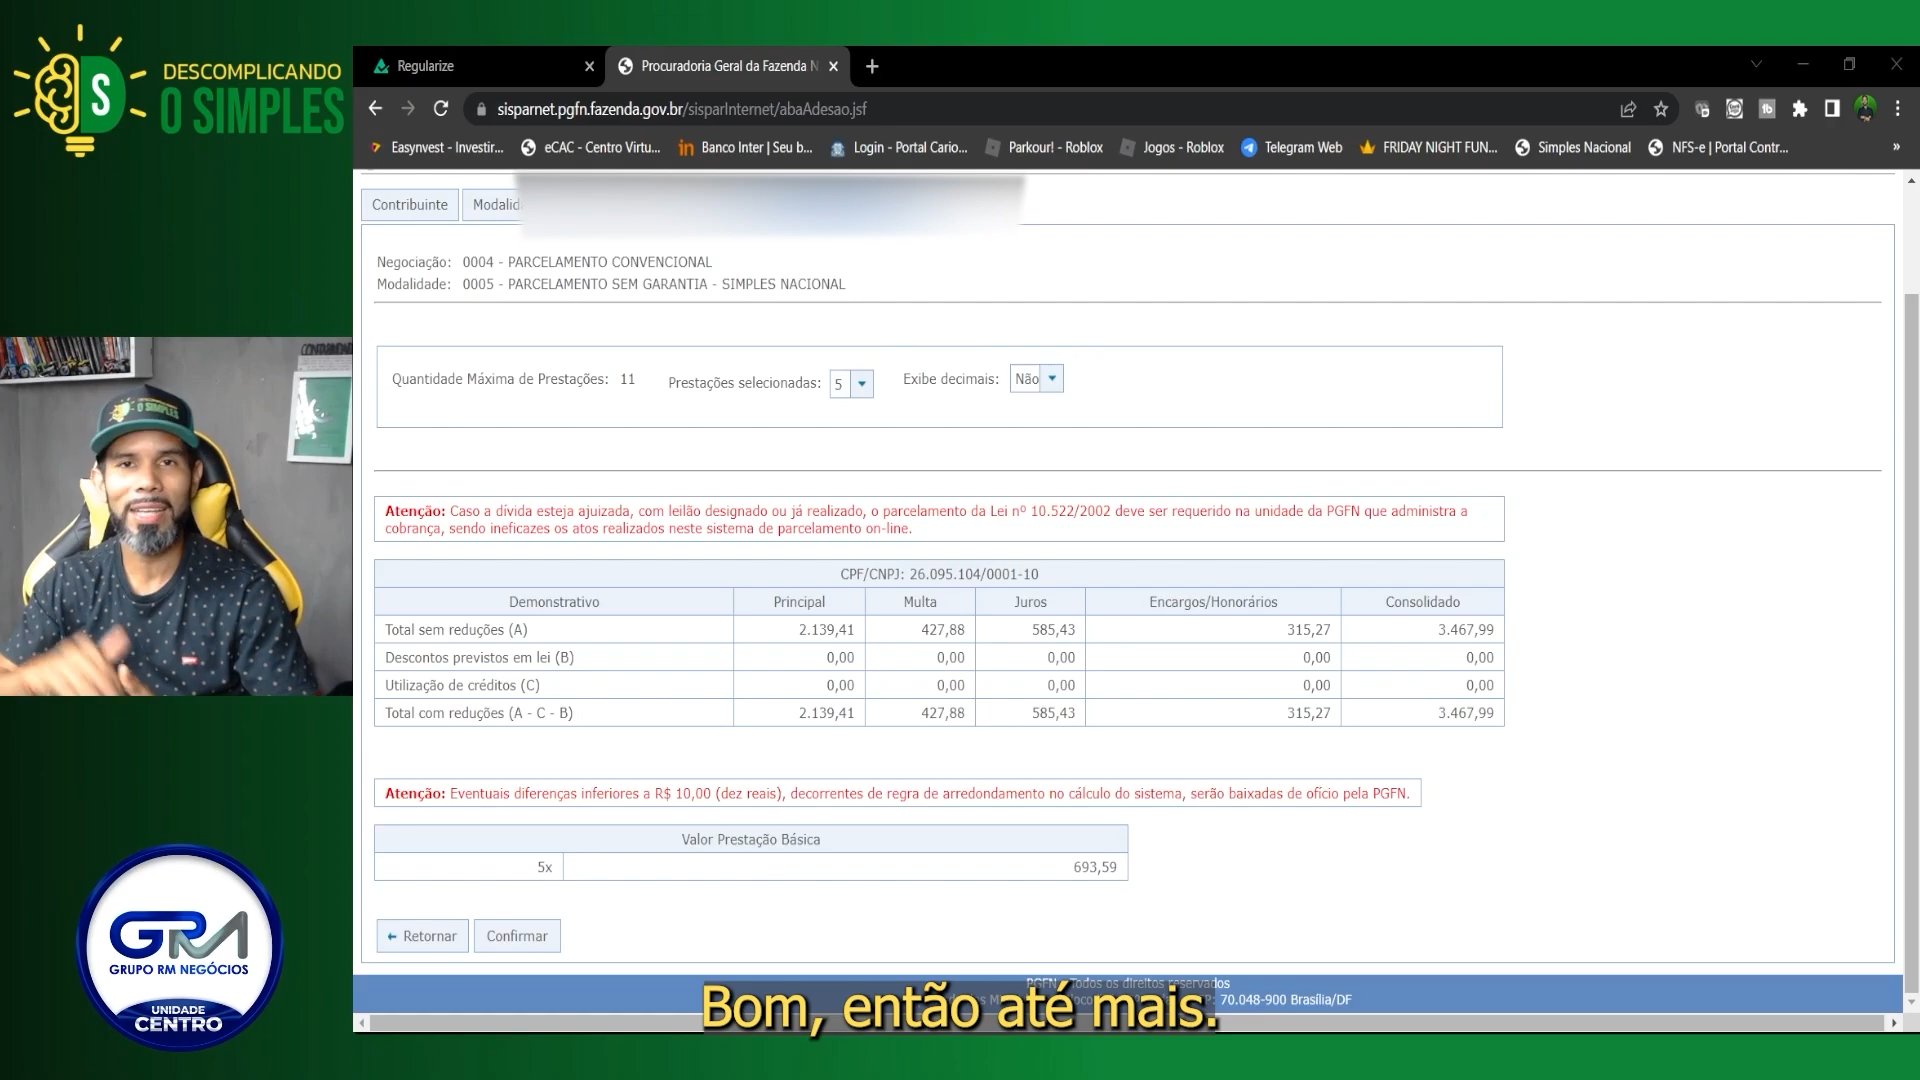 DESCOMPLICANDO
O SIMPLES
S
Regularize
Procuradoria Geral da Fazenda N
sisparnet.pgfn.fazenda.gov.br/sisparInternet/abaAdesao.jsf
Easynvest - Investir...
eCAC - Centro Virtu...
in Banco Inter | Seu b...
Login - Portal Cario...
Parkour! - Roblox
Jogos - Roblox
Telegram Web
FRIDAY NIGHT FUN...
Simples Nacional
NFS-e | Portal Contr...
»
Contribuinte
Modalid
Negociação: 0004 - PARCELAMENTO CONVENCIONAL
Modalidade: 0005 - PARCELAMENTO SEM GARANTIA - SIMPLES NACIONAL
Quantidade Máxima de Prestações: 11 Prestações selecionadas: 5 Exibe decimais: Não
Atenção: Caso a dívida esteja ajuizada, com leilão designado ou já realizado, o parcelamento da Lei nº 10.522/2002 deve ser requerido na unidade da PGFN que administra a
cobrança, sendo ineficazes os atos realizados neste sistema de parcelamento on-line.
CPF/CNPJ: 26.095.104/0001-10
Demonstrativo Principal Multa Juros Encargos/Honorários Consolidado
Total sem reduções (A) 2.139,41 427,88 585,43 315,27 3.467,99
Descontos previstos em lei (B) 0,00 0,00 0,00 0,00 0,00
Utilização de créditos (C) 0,00 0,00 0,00 0,00 0,00
Total com reduções (A - C - B) 2.139,41 427,88 585,43 315,27 3.467,99
Atenção: Eventuais diferenças inferiores a R$ 10,00 (dez reais), decorrentes de regra de arredondamento no cálculo do sistema, serão baixadas de ofício pela PGFN.
Valor Prestação Básica
5x 693,59
Retornar
Confirmar
PGFN - Todos os direitos reservados
70.048-900 Brasília/DF
Bom, então até mais.
O SIMPLES
GRM
GRUPO RM NEGÓCIOS
UNIDADE
CENTRO